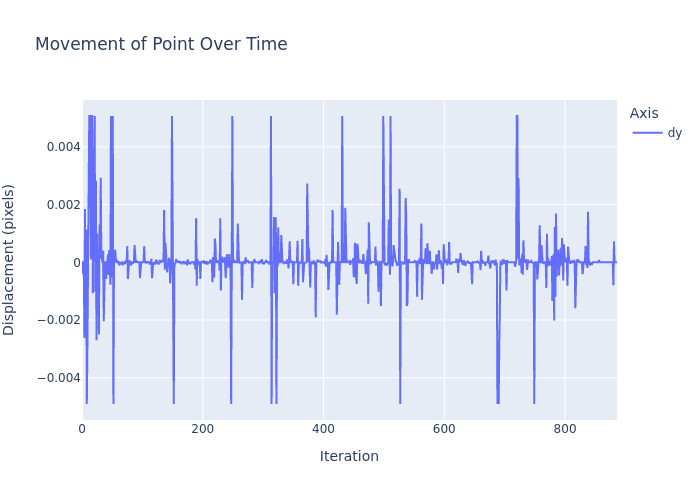 Movement of Point Over Time
Axis
dy
0.004
0.002
0
−0.002
−0.004
Displacement (pixels)
0
200
400
600
800
Iteration